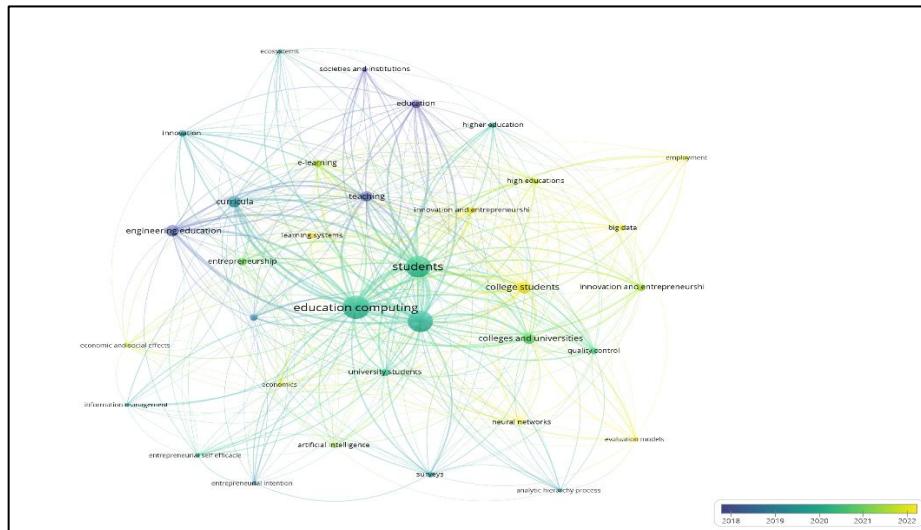 ecosystems
societies and institutions
education
higher education
innovation
employment
e-learning
high educations
teaching
curricula
innovation and entrepreneurshi
big data
engineering education
learning systems
entrepreneurship
students
college students
innovation and entrepreneurshi
education computing
colleges and universities
economic and social effects
quality control
university students
economics
information management
neural networks
evaluation models
artificial intelligence
entrepreneurial self efficacie
surveys
entrepreneurial intention
analytic hierarchy process
2018 2019 2020 2021 2022